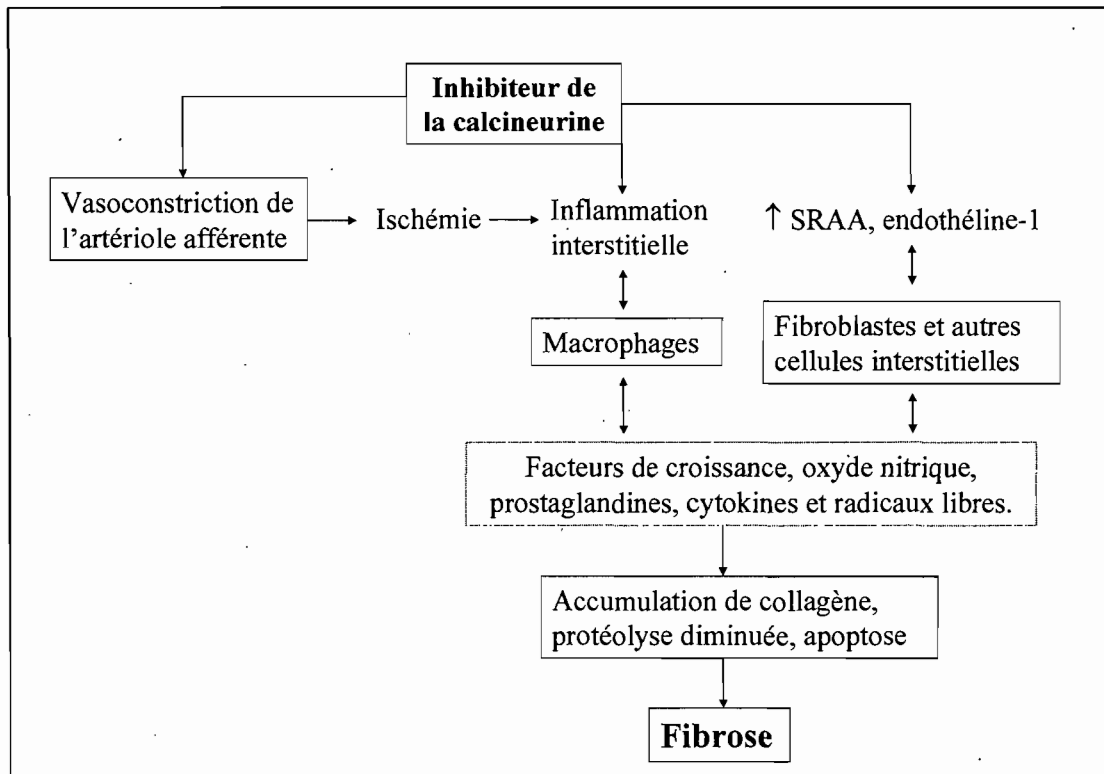 Inhibiteur de
la calcineurine
Vasoconstriction de
l'artériole afférente
Ischémie
Inflammation
interstitielle
↑ SRAA, endothéline-1
Macrophages
Fibroblastes et autres
cellules interstitielles
Facteurs de croissance, oxyde nitrique,
prostaglandines, cytokines et radicaux libres.
Accumulation de collagène,
protéolyse diminuée, apoptose
Fibrose